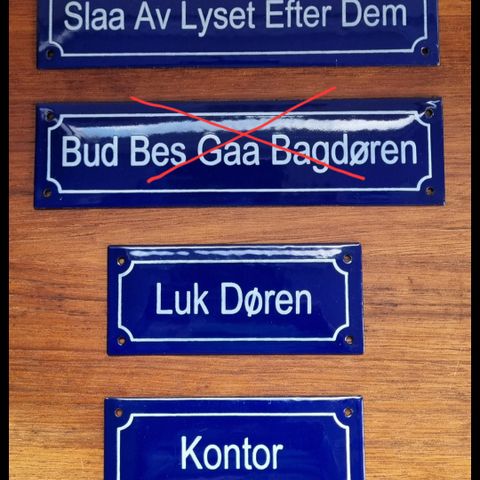 Slaa Av Lyset Efter Dem
Bud Bes Gaa Bagdøren
Luk Døren
Kontor